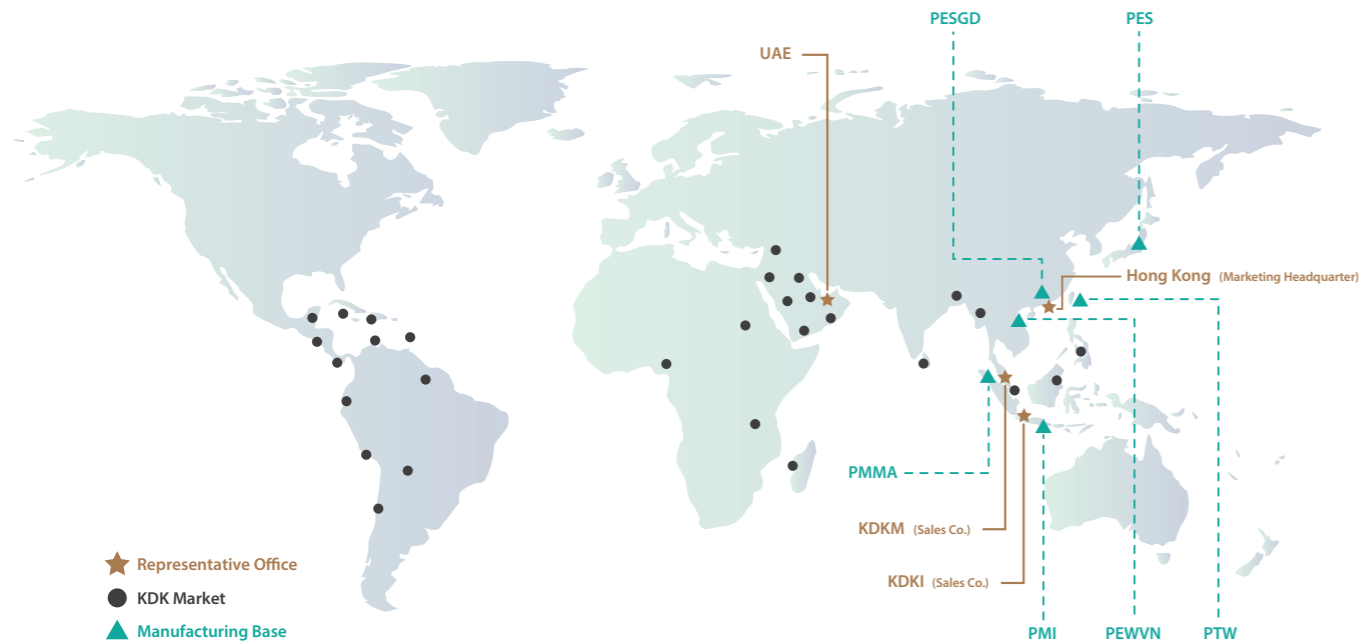 PESGD
PES
UAE
Hong Kong (Marketing Headquarter)
PMMA
KDKM (Sales Co.)
KDKI (Sales Co.)
Representative Office
KDK Market
Manufacturing Base
PMI
PEWVN
PTW